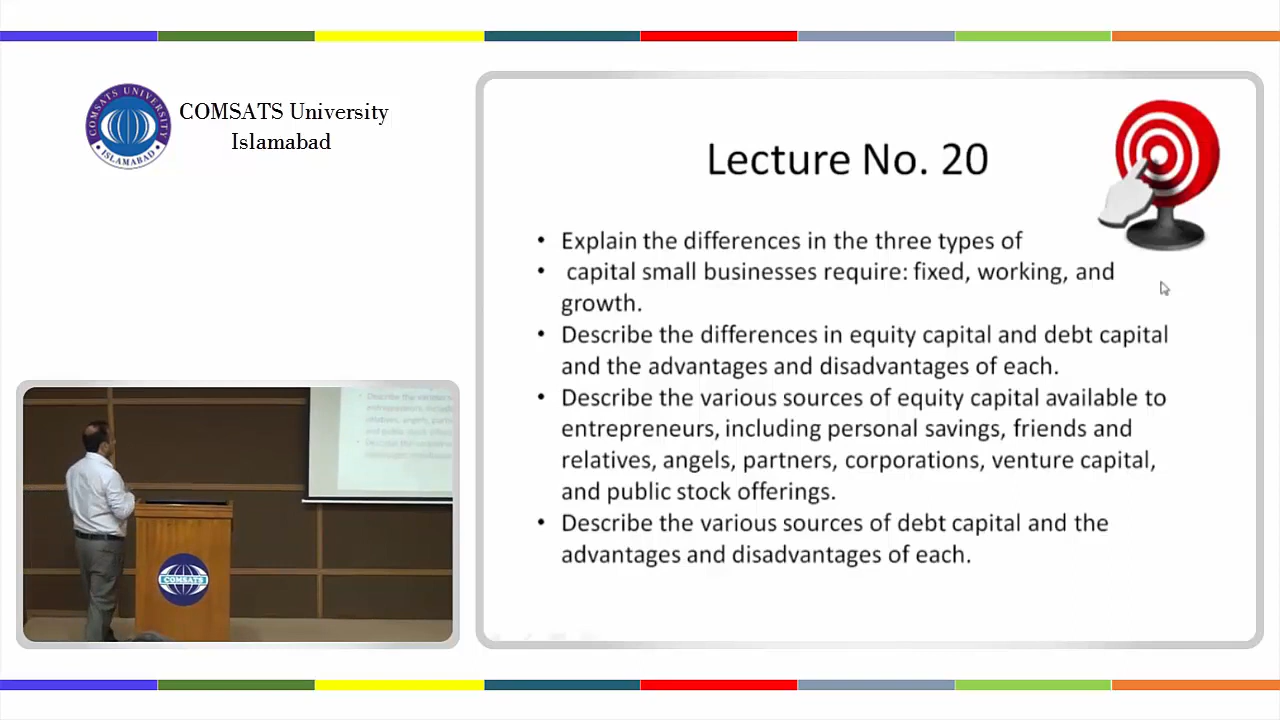 COMSATS UNIVERSITY
ISLAMABAD
COMSATS University
Islamabad
Lecture No. 20
• Explain the differences in the three types of
• capital small businesses require: fixed, working, and
growth.
• Describe the differences in equity capital and debt capital
and the advantages and disadvantages of each.
• Describe the various sources of equity capital available to
entrepreneurs, including personal savings, friends and
relatives, angels, partners, corporations, venture capital,
and public stock offerings.
• Describe the various sources of debt capital and the
advantages and disadvantages of each.
COMSATS